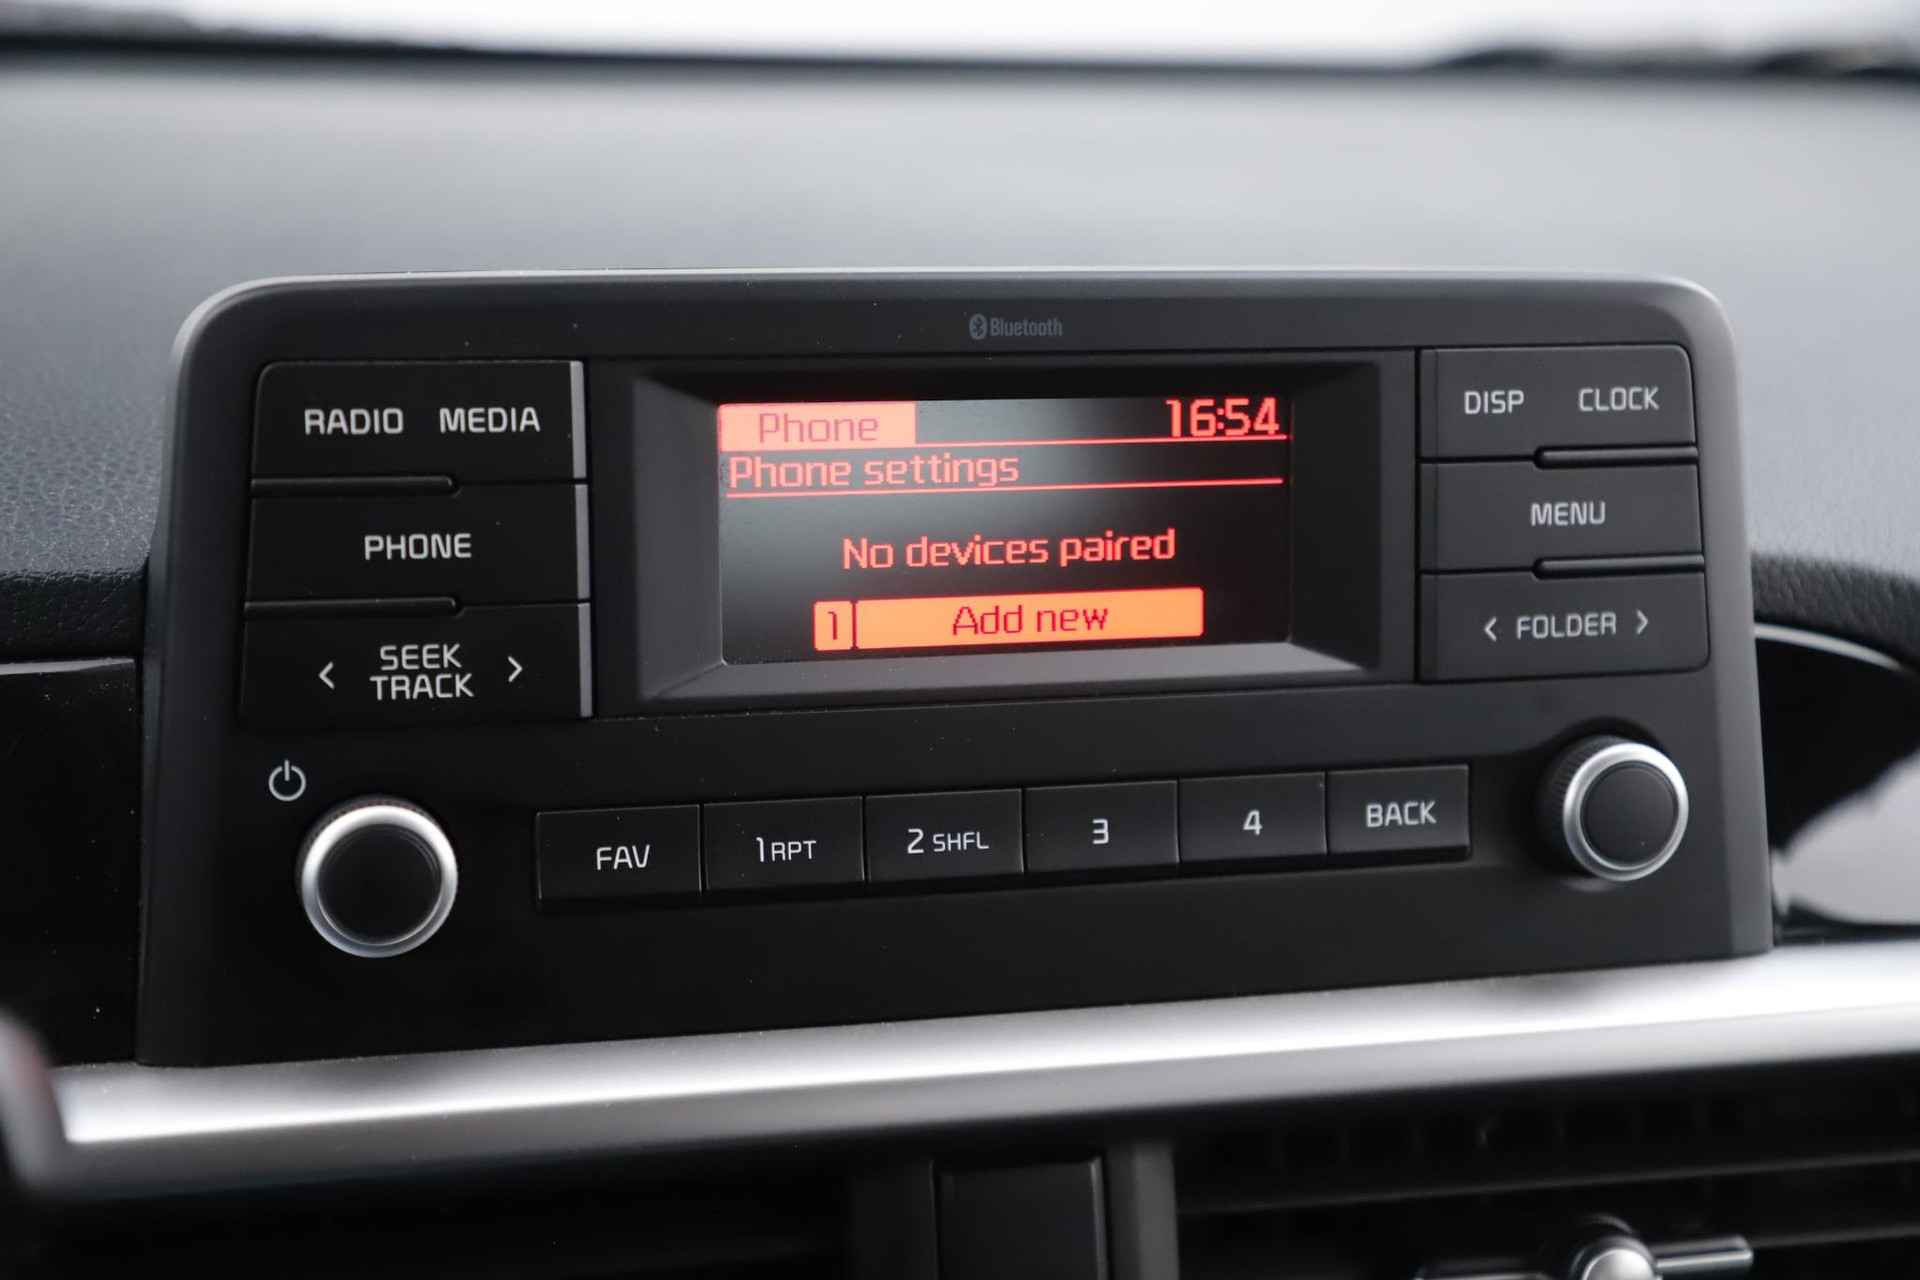 Bluetooth
RADIO MEDIA
PHONE
< SEEK TRACK >
Phone 16:54
Phone settings
No devices paired
1 Add new
DISP CLOCK
MENU
< FOLDER >
FAV 1 RPT 2 SHFL 3 4 BACK